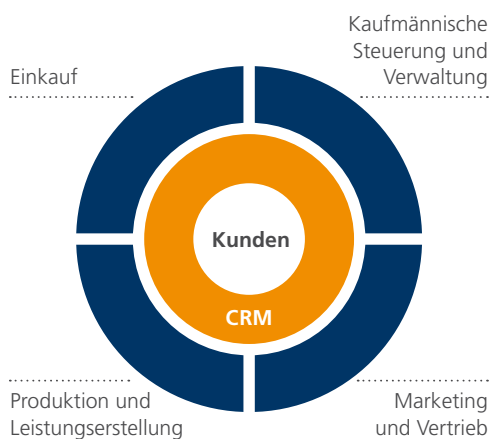 Einkauf
Kaufmännische
Steuerung und
Verwaltung
Kunden
CRM
Produktion und
Leistungserstellung
Marketing
und Vertrieb